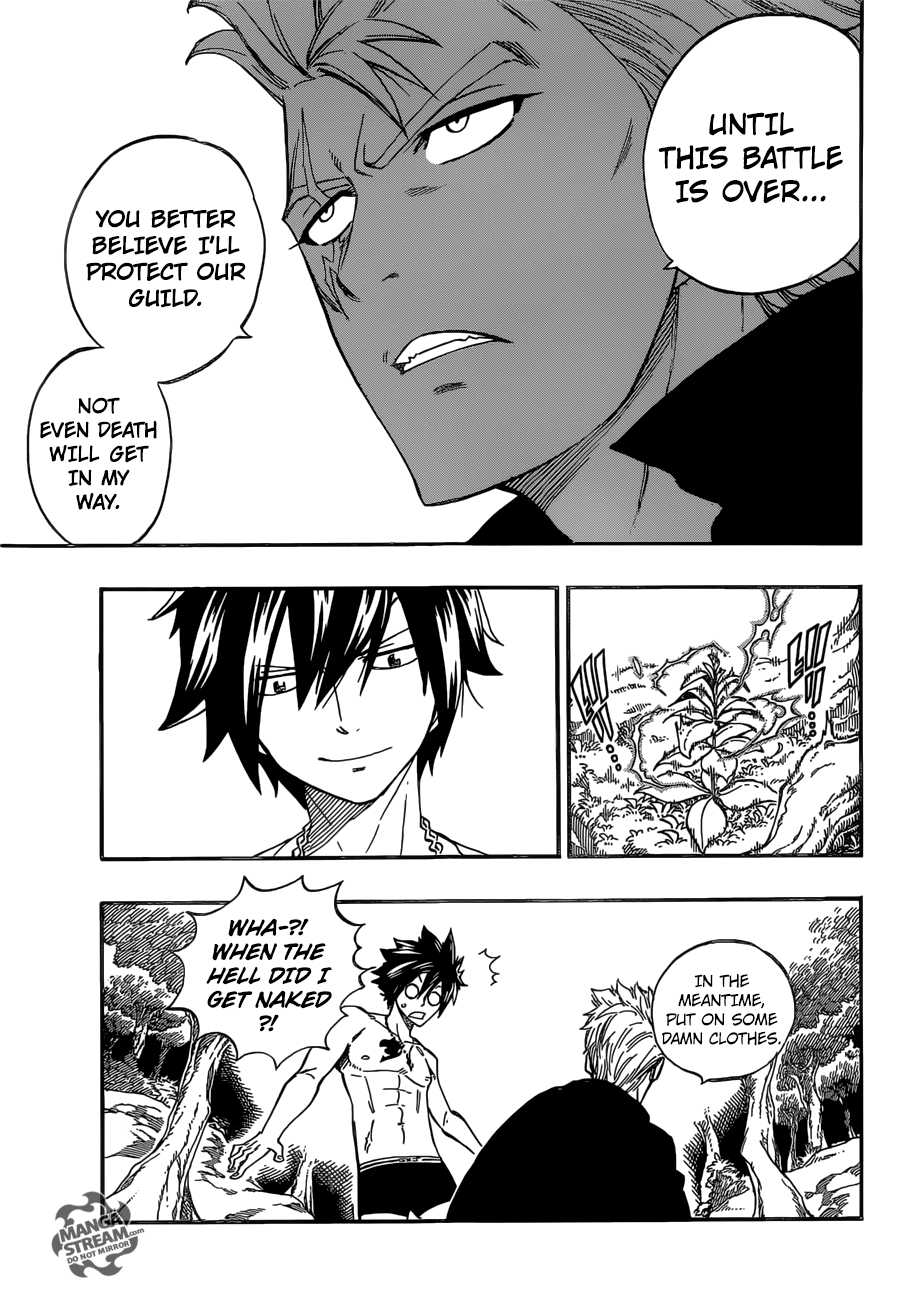 UNTIL
THIS BATTLE
IS OVER...
YOU BETTER
BELIEVE I'LL
PROTECT OUR
GUILD.
NOT
EVEN DEATH
WILL GET
IN MY
WAY.
IN THE
MEANTIME,
PUT ON SOME
DAMN CLOTHES.
WHA-?!
WHEN THE
HELL DID I
GET NAKED
?!
MANGA
STREAM.com
DO NOT MIRROR